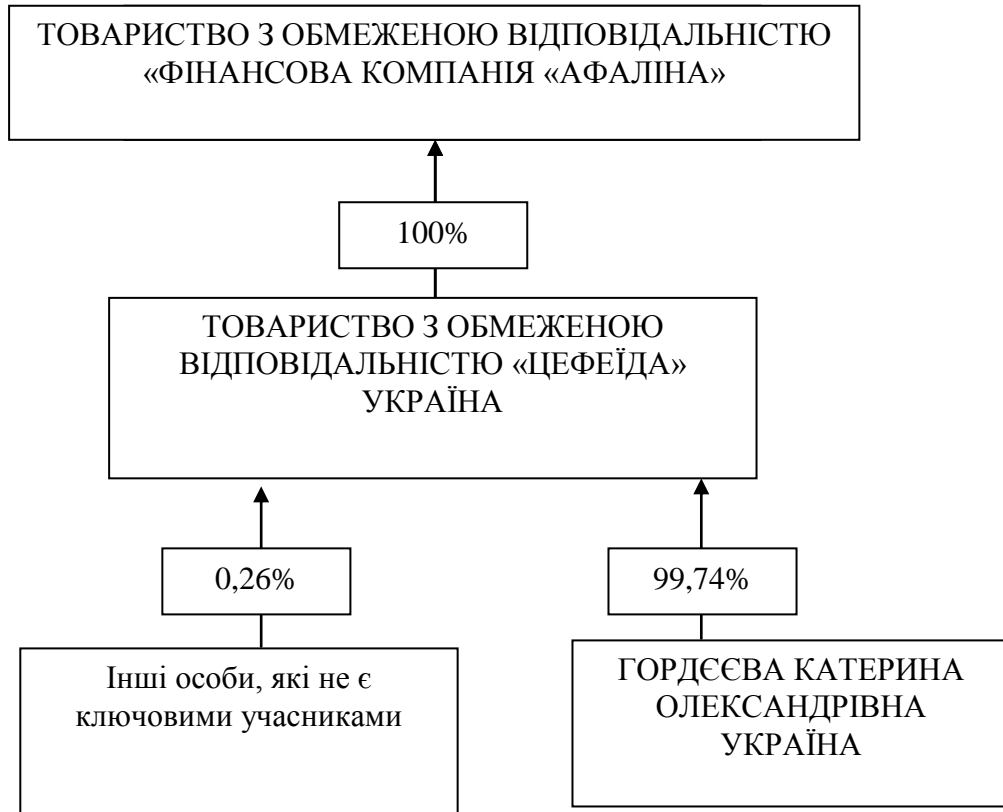 ТОВАРИСТВО З ОБМЕЖЕНОЮ ВІДПОВІДАЛЬНІСТЮ
«ФІНАНСОВА КОМПАНІЯ «АФАЛІНА»
100%
ТОВАРИСТВО З ОБМЕЖЕНОЮ
ВІДПОВІДАЛЬНІСТЮ «ЦЕФЕЇДА»
УКРАЇНА
0,26%
99,74%
Інші особи, які не є
ключовими учасниками
ГОРДЄЄВА КАТЕРИНА
ОЛЕКСАНДРІВНА
УКРАЇНА